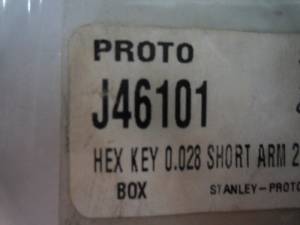 PROTO
J46101
HEX KEY 0.028 SHORT ARM 2
BOX STANLEY-PROTO